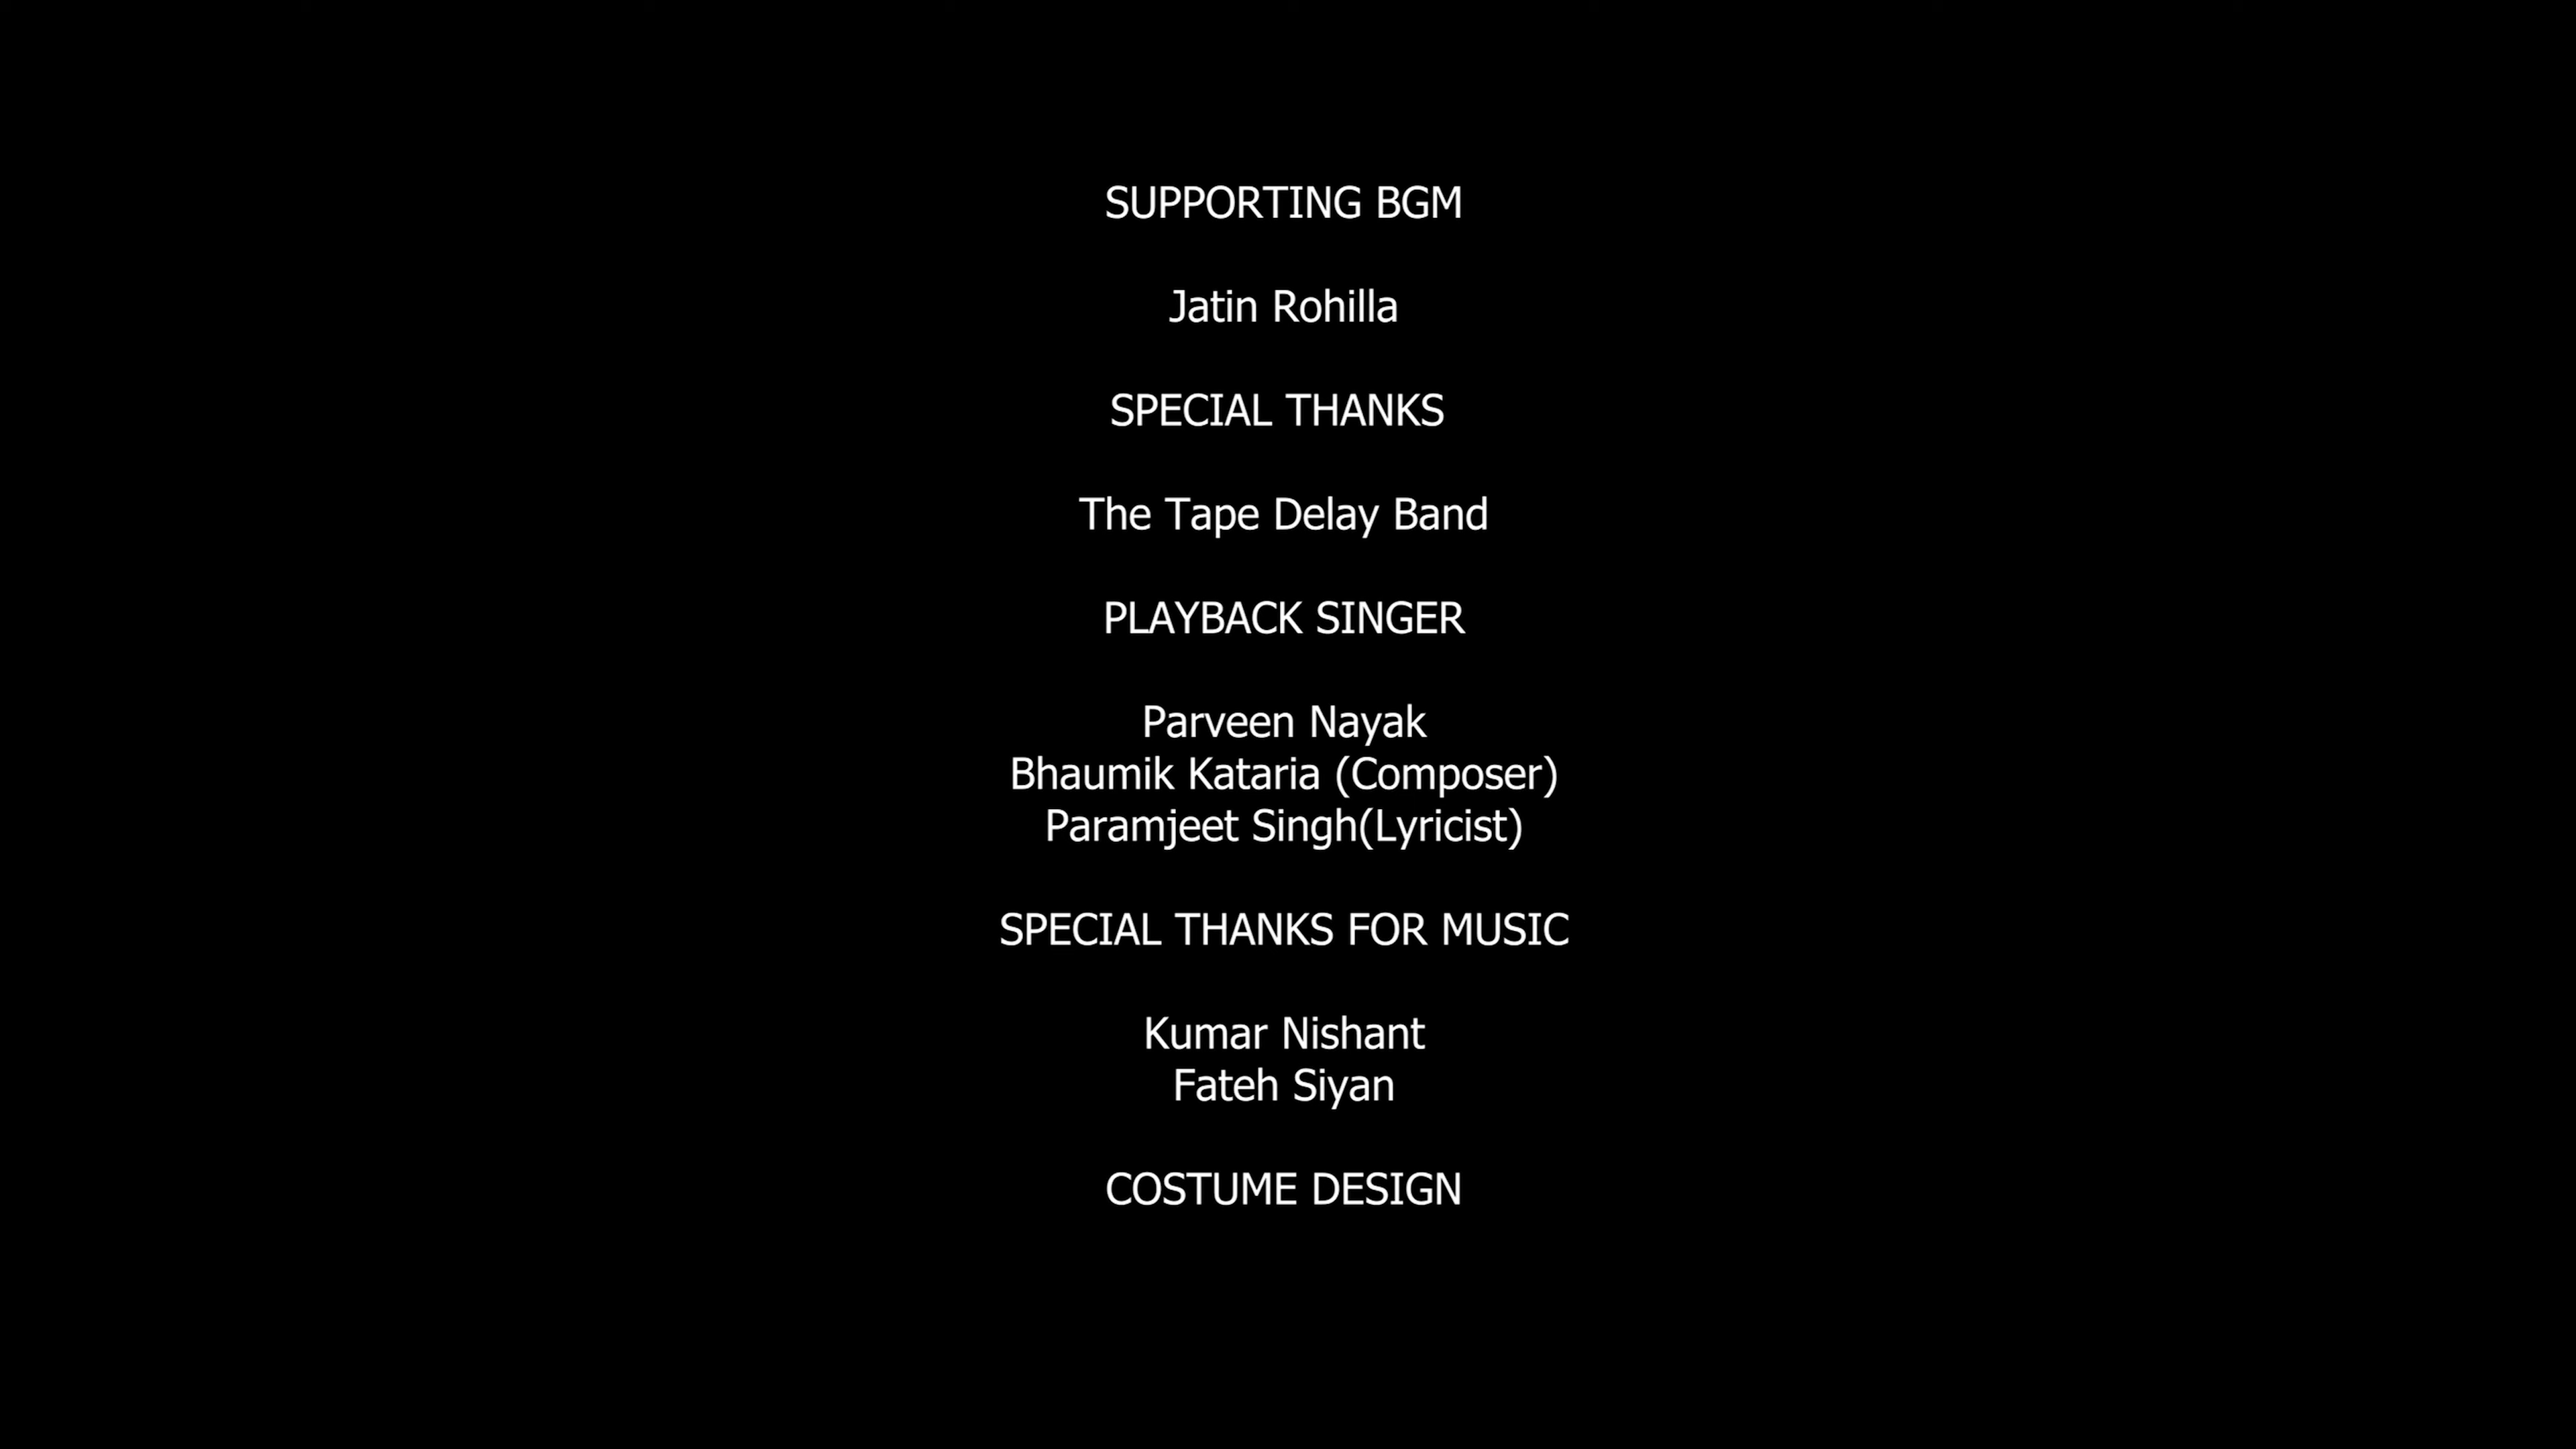 SUPPORTING BGM
Jatin Rohilla
SPECIAL THANKS
The Tape Delay Band
PLAYBACK SINGER
Parveen Nayak
Bhaumik Kataria (Composer)
Paramjeet Singh(Lyricist)
SPECIAL THANKS FOR MUSIC
Kumar Nishant
Fateh Siyan
COSTUME DESIGN